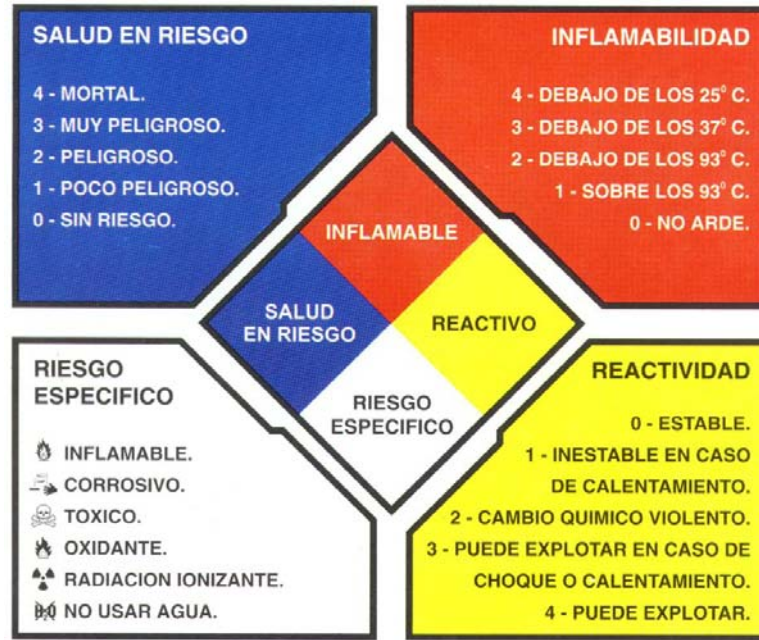 SALUD EN RIESGO
4 - MORTAL.
3 - MUY PELIGROSO.
2 - PELIGROSO.
1 - POCO PELIGROSO.
0 - SIN RIESGO.
INFLAMABILIDAD
4 - DEBAJO DE LOS 25° C.
3 - DEBAJO DE LOS 37° C.
2 - DEBAJO DE LOS 93° C.
1 - SOBRE LOS 93° C.
0 - NO ARDE.
INFLAMABLE
SALUD
EN RIESGO
REACTIVO
RIESGO
ESPECIFICO
RIESGO
ESPECIFICO
INFLAMABLE.
CORROSIVO.
TOXICO.
OXIDANTE.
RADIACION IONIZANTE.
NO USAR AGUA.
REACTIVIDAD
0 - ESTABLE.
1 - INESTABLE EN CASO
DE CALENTAMIENTO.
2 - CAMBIO QUIMICO VIOLENTO.
3 - PUEDE EXPLOTAR EN CASO DE
CHOQUE O CALENTAMIENTO.
4 - PUEDE EXPLOTAR.